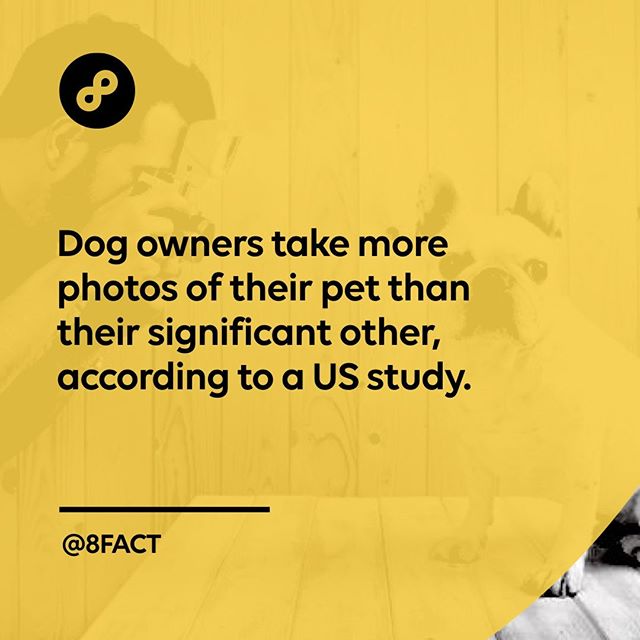 Dog owners take more
photos of their pet than
their significant other,
according to a US study.
@8FACT